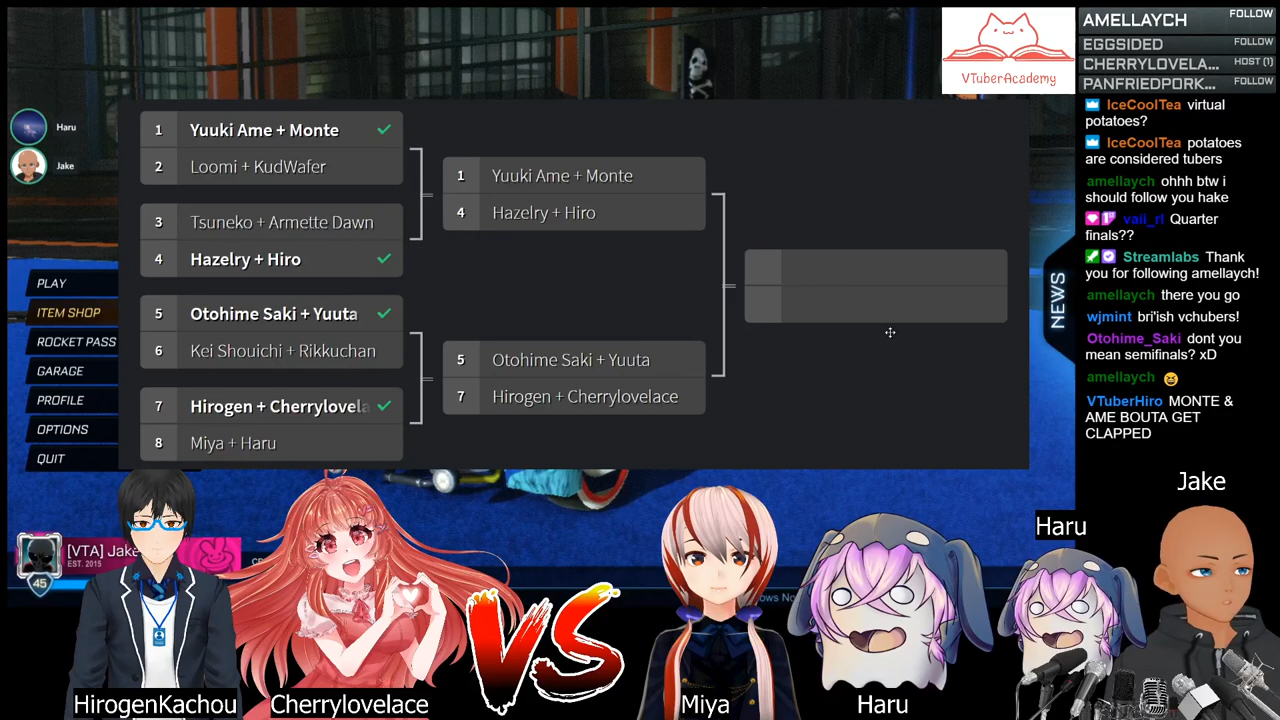 VTuberAcademy
AMELLAYCH FOLLOW
EGGSIDED FOLLOW
CHERRYLOVELA... HOST (1)
PANFRIEDPORK... FOLLOW
IceCoolTea virtual
potatoes?
IceCoolTea potatoes
are considered tubers
amellaych ohhh btw i
should follow you hake
vaii_rl Quarter
finals??
Streamlabs Thank
you for following amellaych!
amellaych there you go
wjmint bri'ish vchubers!
Otohime_Saki dont you
mean semifinals? xD
amellaych
VTuberHiro MONTE &
AME BOUTA GET
CLAPPED
Haru
Jake
1 Yuuki Ame + Monte
2 Loomi + KudWafer
3 Tsuneko + Armette Dawn
4 Hazelry + Hiro
5 Otohime Saki + Yuuta
6 Kei Shouichi + Rikkuchan
7 Hirogen + Cherrylovela
8 Miya + Haru
1 Yuuki Ame + Monte
4 Hazelry + Hiro
5 Otohime Saki + Yuuta
7 Hirogen + Cherrylovelace
PLAY
ITEM SHOP
ROCKET PASS
GARAGE
PROFILE
OPTIONS
QUIT
NEWS
[VTA] Jake
EST. 2015
45
VS
HirogenKachou
Cherrylovelace
Miya
Haru
Haru
Jake